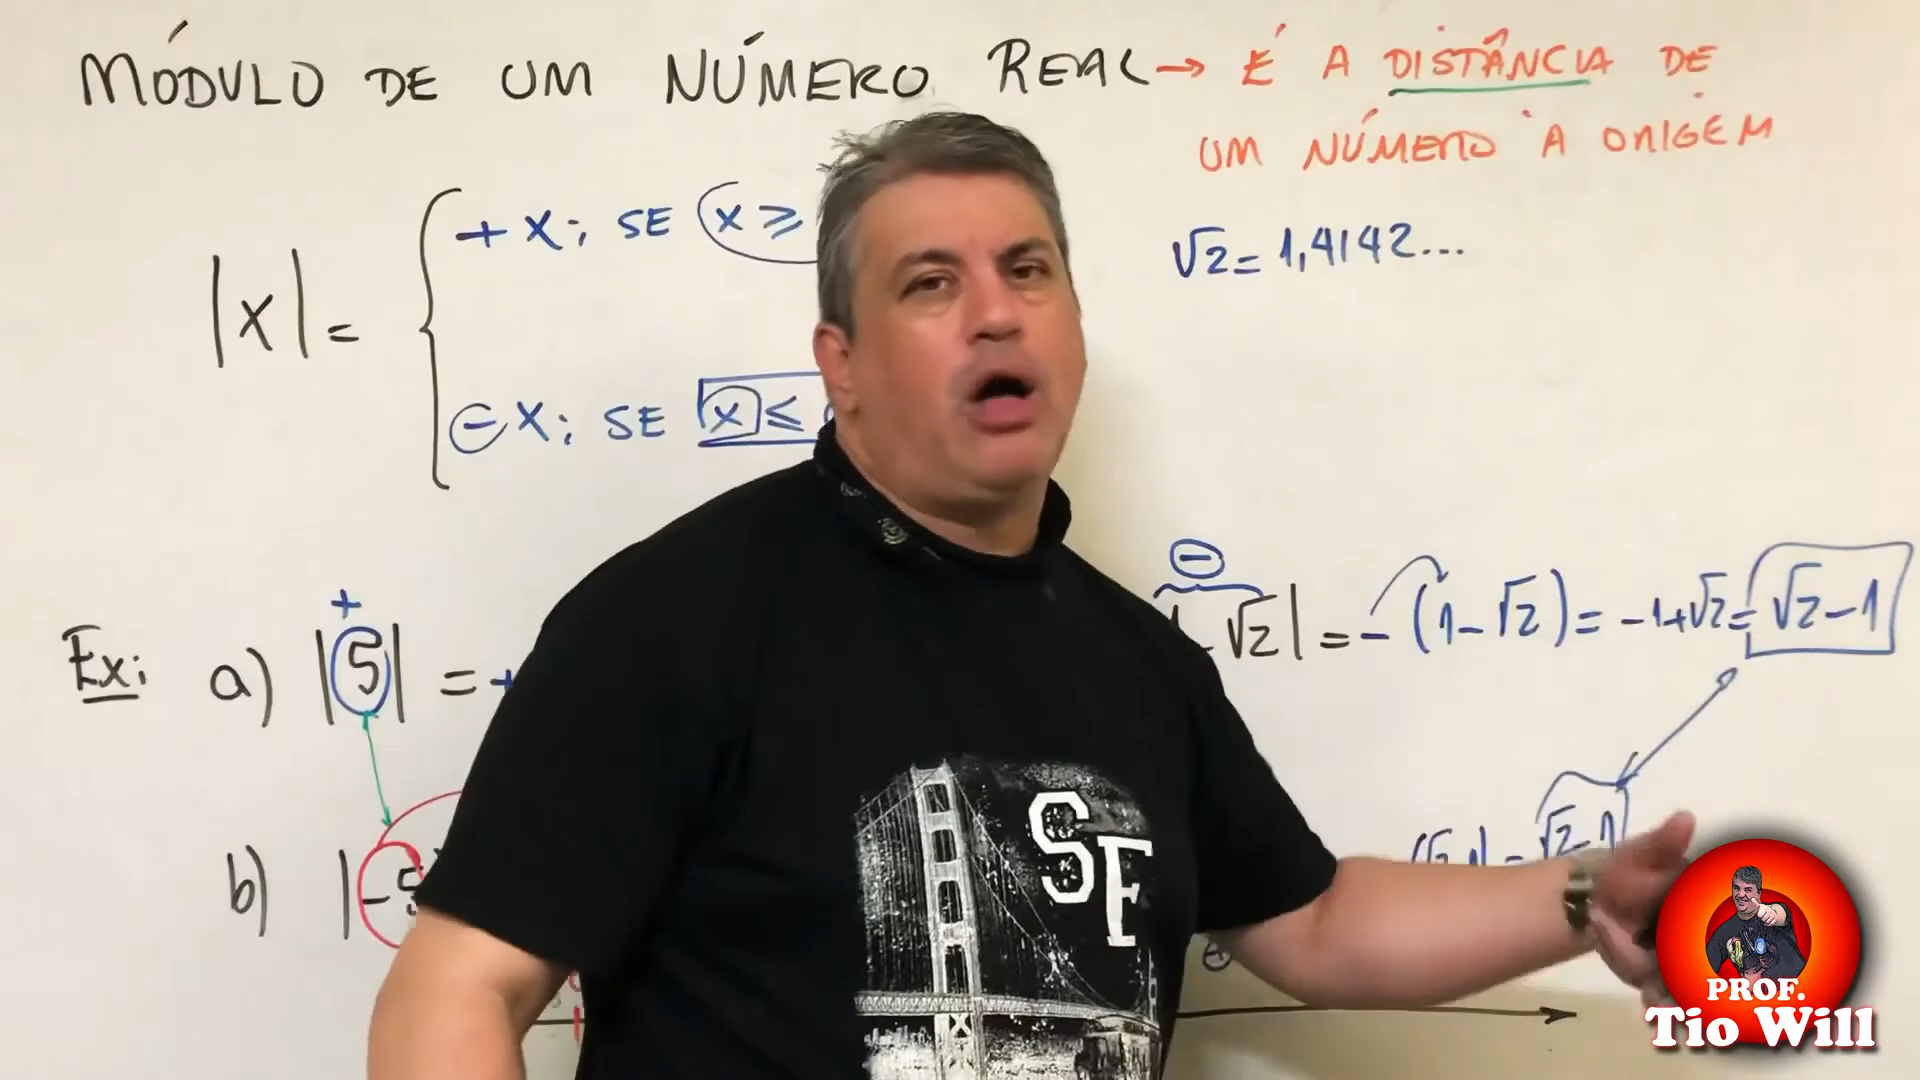 MÓDULO DE UM NÚMERO REAL → É A DISTÂNCIA DE
UM NÚMERO À ORIGEM
|x| =
+ x; SE x ≥
- x; SE x ≤
√2 = 1,4142...
Ex: a) |5| = +
+
b) |-5
-
- √2| = -(1-√2) = -1+√2 = √2-1
= √2-1
SF
PROF.
Tio Will